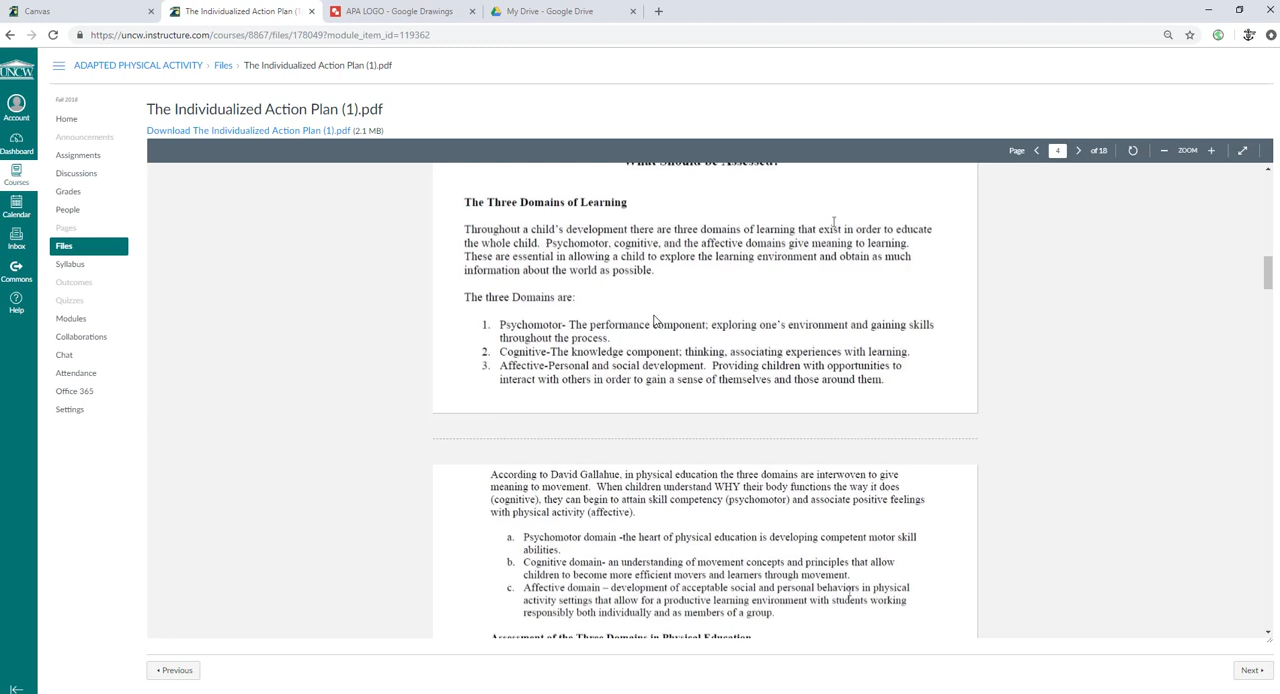 Canvas
The Individualized Action Plan (
APA LOGO - Google Drawings
My Drive - Google Drive
https://uncw.instructure.com/courses/8867/files/178049?module_item_id=119362
UNCW
ADAPTED PHYSICAL ACTIVITY > Files > The Individualized Action Plan (1).pdf
Account
Dashboard
Courses
Calendar
Inbox
Commons
Help
Fall 2018
Home
Announcements
Assignments
Discussions
Grades
People
Pages
Files
Syllabus
Outcomes
Quizzes
Modules
Collaborations
Chat
Attendance
Office 365
Settings
The Individualized Action Plan (1).pdf
Download The Individualized Action Plan (1).pdf (2.1 MB)
Page 4 of 18 ZOOM
What Should be Assessed?
The Three Domains of Learning
Throughout a child's development there are three domains of learning that exist in order to educate
the whole child. Psychomotor, cognitive, and the affective domains give meaning to learning.
These are essential in allowing a child to explore the learning environment and obtain as much
information about the world as possible.
The three Domains are:
1. Psychomotor- The performance component; exploring one's environment and gaining skills
throughout the process.
2. Cognitive-The knowledge component; thinking, associating experiences with learning.
3. Affective-Personal and social development. Providing children with opportunities to
interact with others in order to gain a sense of themselves and those around them.
According to David Gallahue, in physical education the three domains are interwoven to give
meaning to movement. When children understand WHY their body functions the way it does
(cognitive), they can begin to attain skill competency (psychomotor) and associate positive feelings
with physical activity (affective).
a. Psychomotor domain -the heart of physical education is developing competent motor skill
abilities.
b. Cognitive domain- an understanding of movement concepts and principles that allow
children to become more efficient movers and learners through movement.
c. Affective domain – development of acceptable social and personal behaviors in physical
activity settings that allow for a productive learning environment with students working
responsibly both individually and as members of a group.
Assessment of the Three Domains in Physical Education
Previous
Next